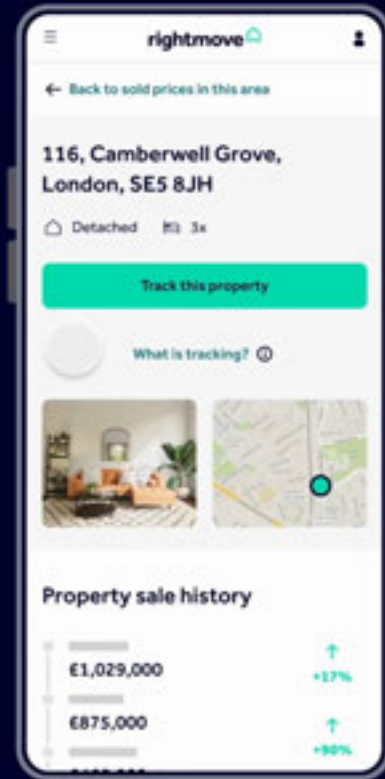 rightmove
← Back to sold prices in this area
116, Camberwell Grove,
London, SE5 8JH
Detached 3x
Track this property
What is tracking?
Property sale history
£1,029,000
+17%
£875,000
+90%